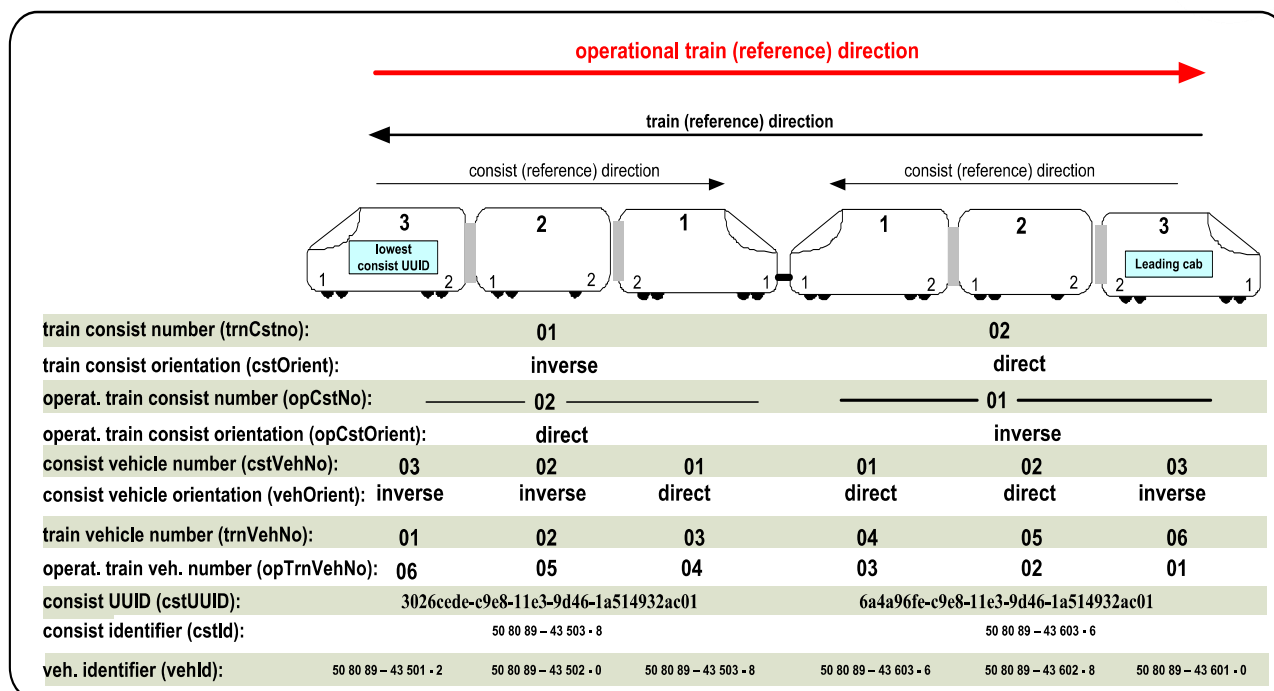 operational train (reference) direction
train (reference) direction
consist (reference) direction consist (reference) direction
3 2 1 1 2 3
lowest
consist UUID
Leading cab
1 2 2 2 1 1 2 2 2 1
train consist number (trnCstno): 01 02
train consist orientation (cstOrient): inverse direct
operat. train consist number (opCstNo): 02 01
operat. train consist orientation (opCstOrient): direct inverse
consist vehicle number (cstVehNo): 03 02 01 01 02 03
consist vehicle orientation (vehOrient): inverse inverse direct direct direct inverse
train vehicle number (trnVehNo): 01 02 03 04 05 06
operat. train veh. number (opTrnVehNo): 06 05 04 03 02 01
consist UUID (cstUUID): 3026cede-c9e8-11e3-9d46-1a514932ac01 6a4a96fe-c9e8-11e3-9d46-1a514932ac01
consist identifier (cstId): 50 80 89 – 43 503 - 8 50 80 89 – 43 603 - 6
veh. identifier (vehId): 50 80 89 – 43 501 - 2 50 80 89 – 43 502 - 0 50 80 89 – 43 503 - 8 50 80 89 – 43 603 - 6 50 80 89 – 43 602 - 8 50 80 89 – 43 601 - 0